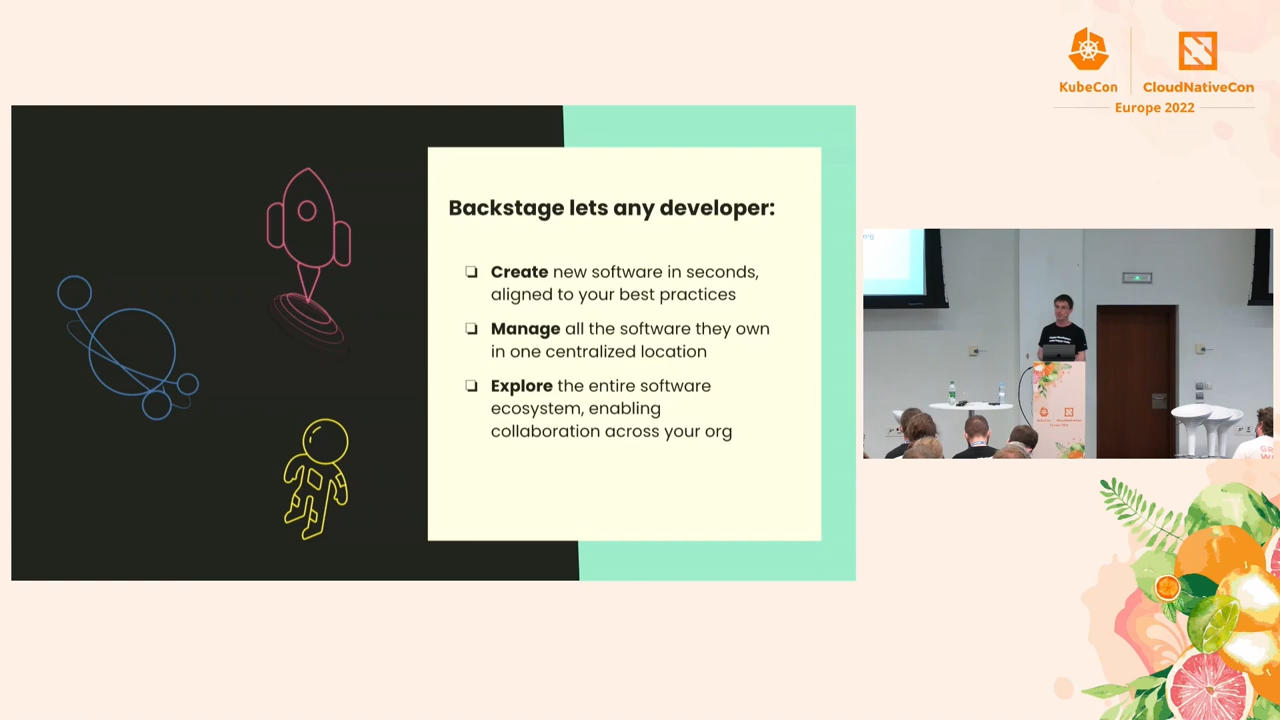 KubeCon
CloudNativeCon
Europe 2022
Backstage lets any developer:
❏ Create new software in seconds,
aligned to your best practices
❏ Manage all the software they own
in one centralized location
❏ Explore the entire software
ecosystem, enabling
collaboration across your org